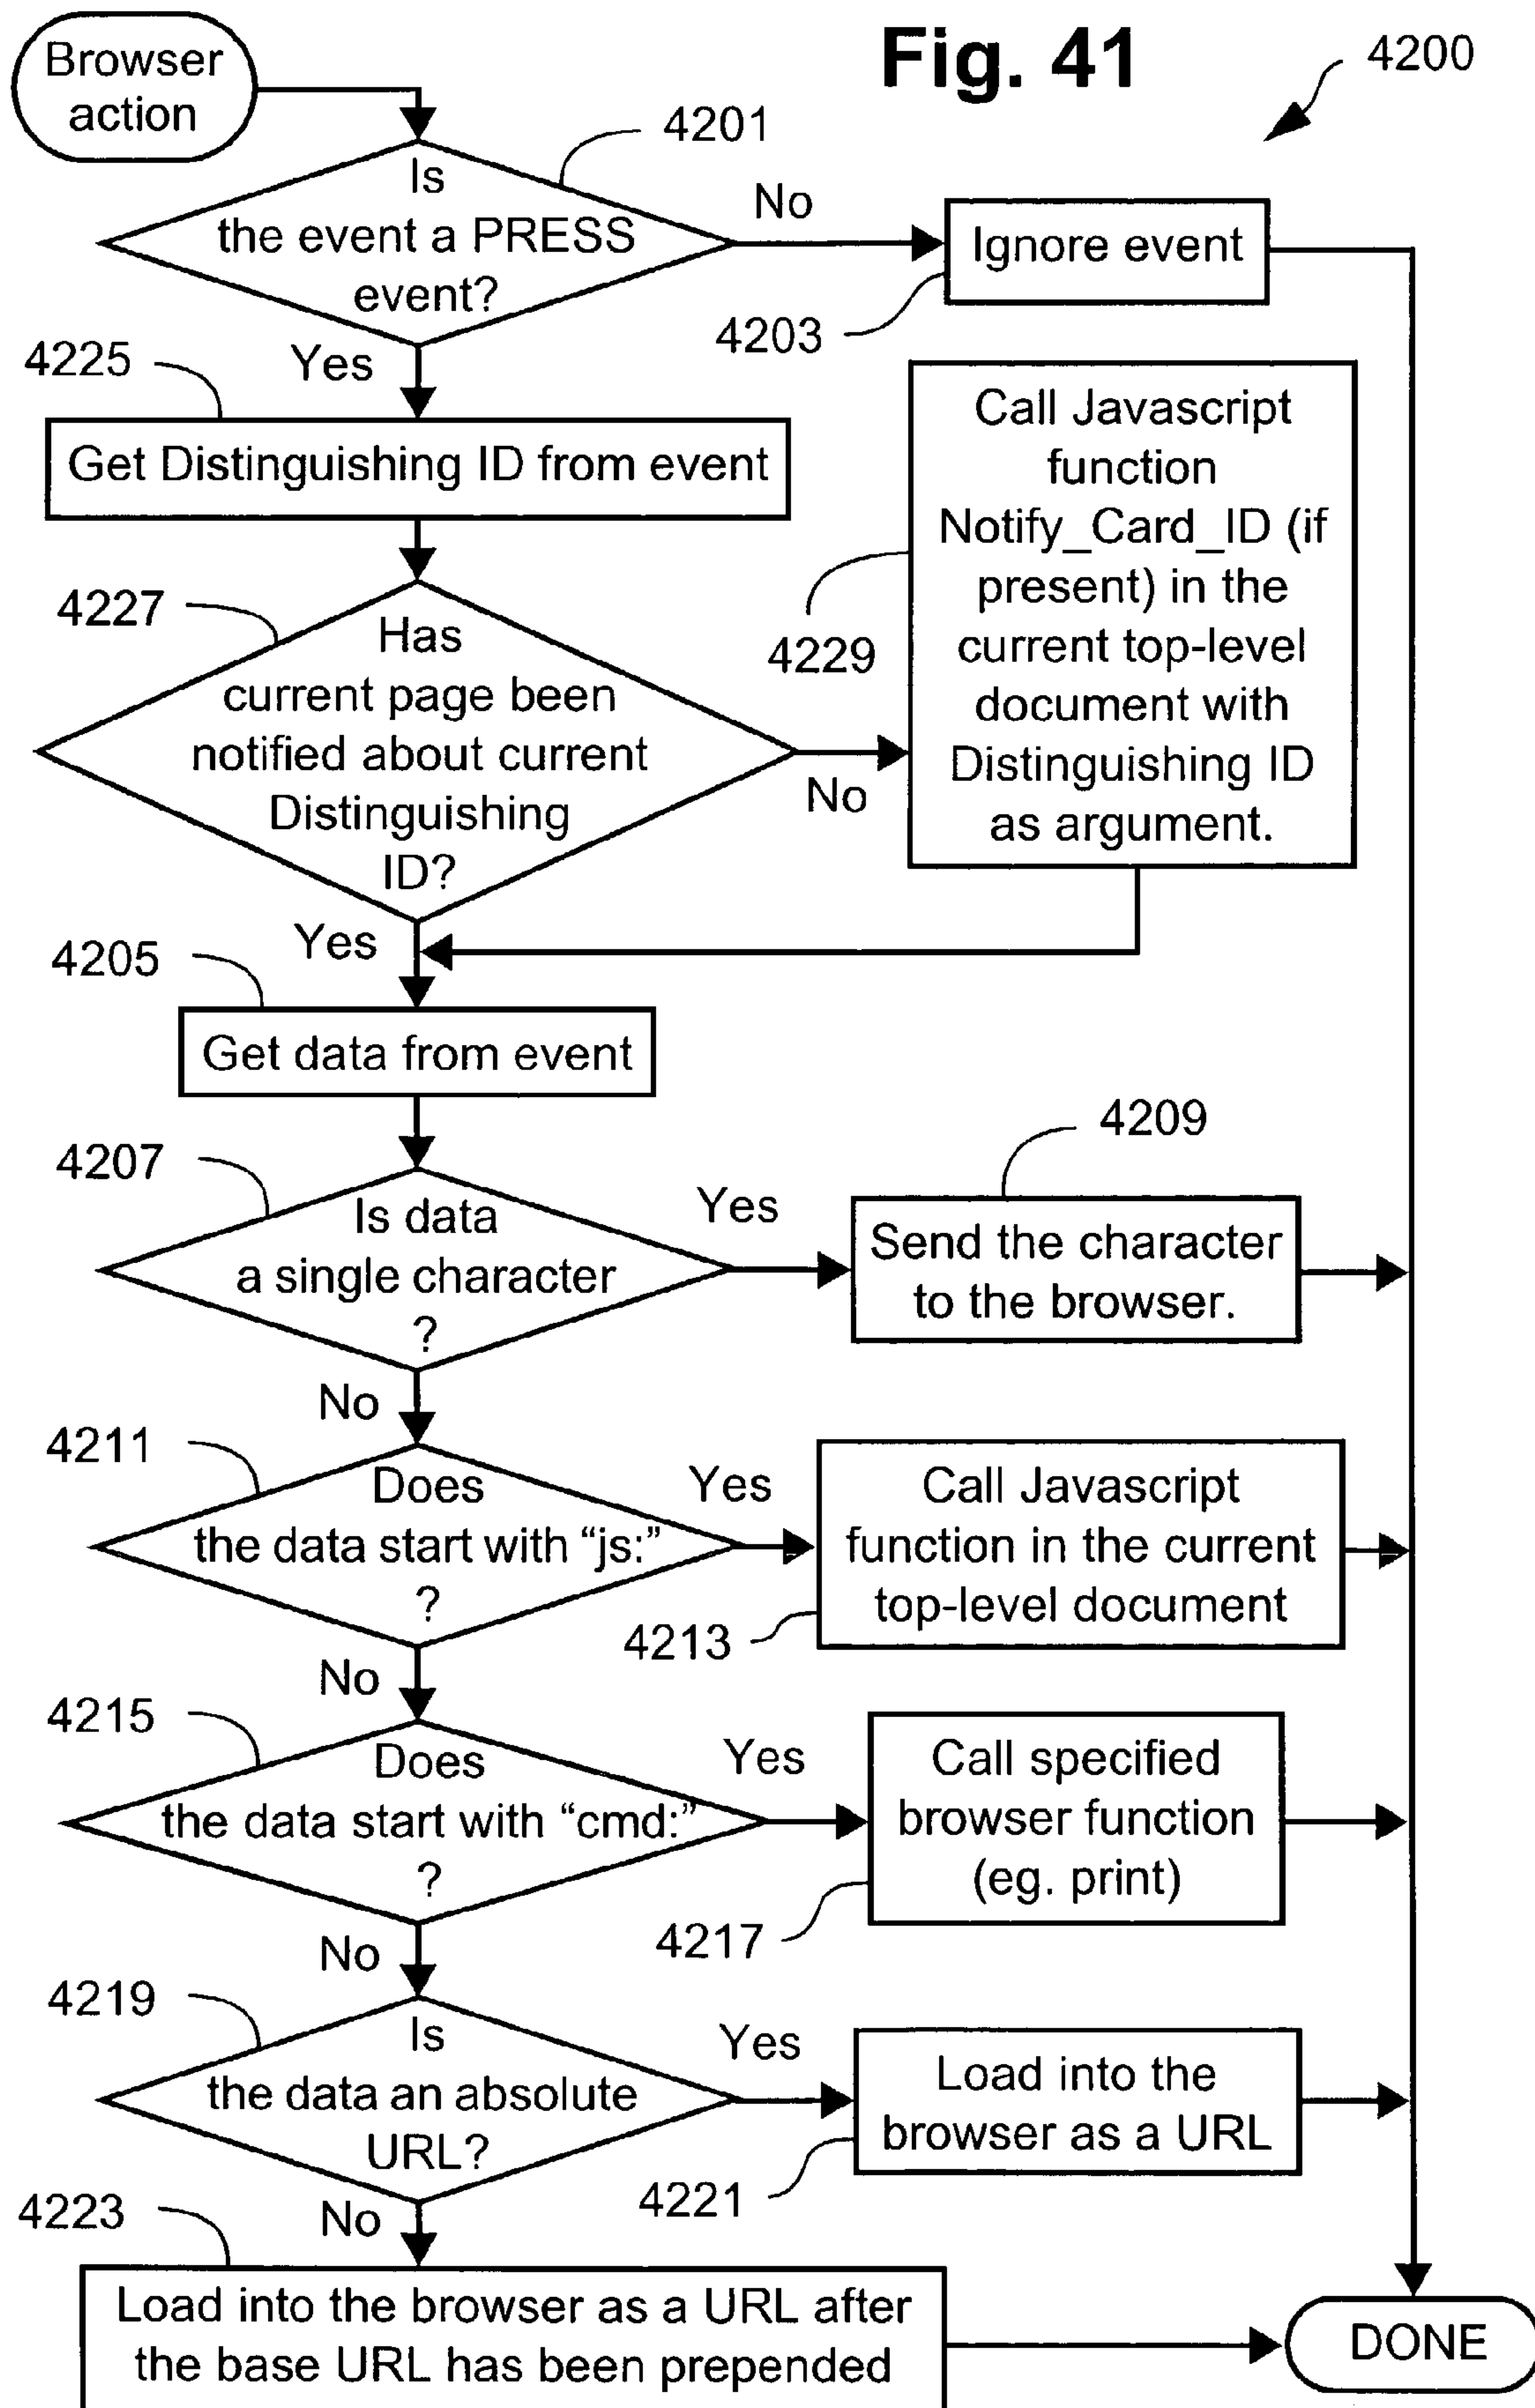 Fig. 41
4200
Browser
action
4201
Is
the event a PRESS
event?
No
Ignore event
4203
Yes
4225
Get Distinguishing ID from event
4227
Has
current page been
notified about current
Distinguishing
ID?
No
Call Javascript
function
Notify_Card_ID (if
present) in the
current top-level
document with
Distinguishing ID
as argument.
4229
Yes
4205
Get data from event
4207
Is data
a single character
?
Yes
4209
Send the character
to the browser.
No
4211
Does
the data start with “js:”
?
Yes
Call Javascript
function in the current
top-level document
4213
No
4215
Does
the data start with “cmd:”
?
Yes
Call specified
browser function
(eg. print)
4217
No
4219
Is
the data an absolute
URL?
Yes
Load into the
browser as a URL
4221
No
4223
Load into the browser as a URL after
the base URL has been prepended
DONE